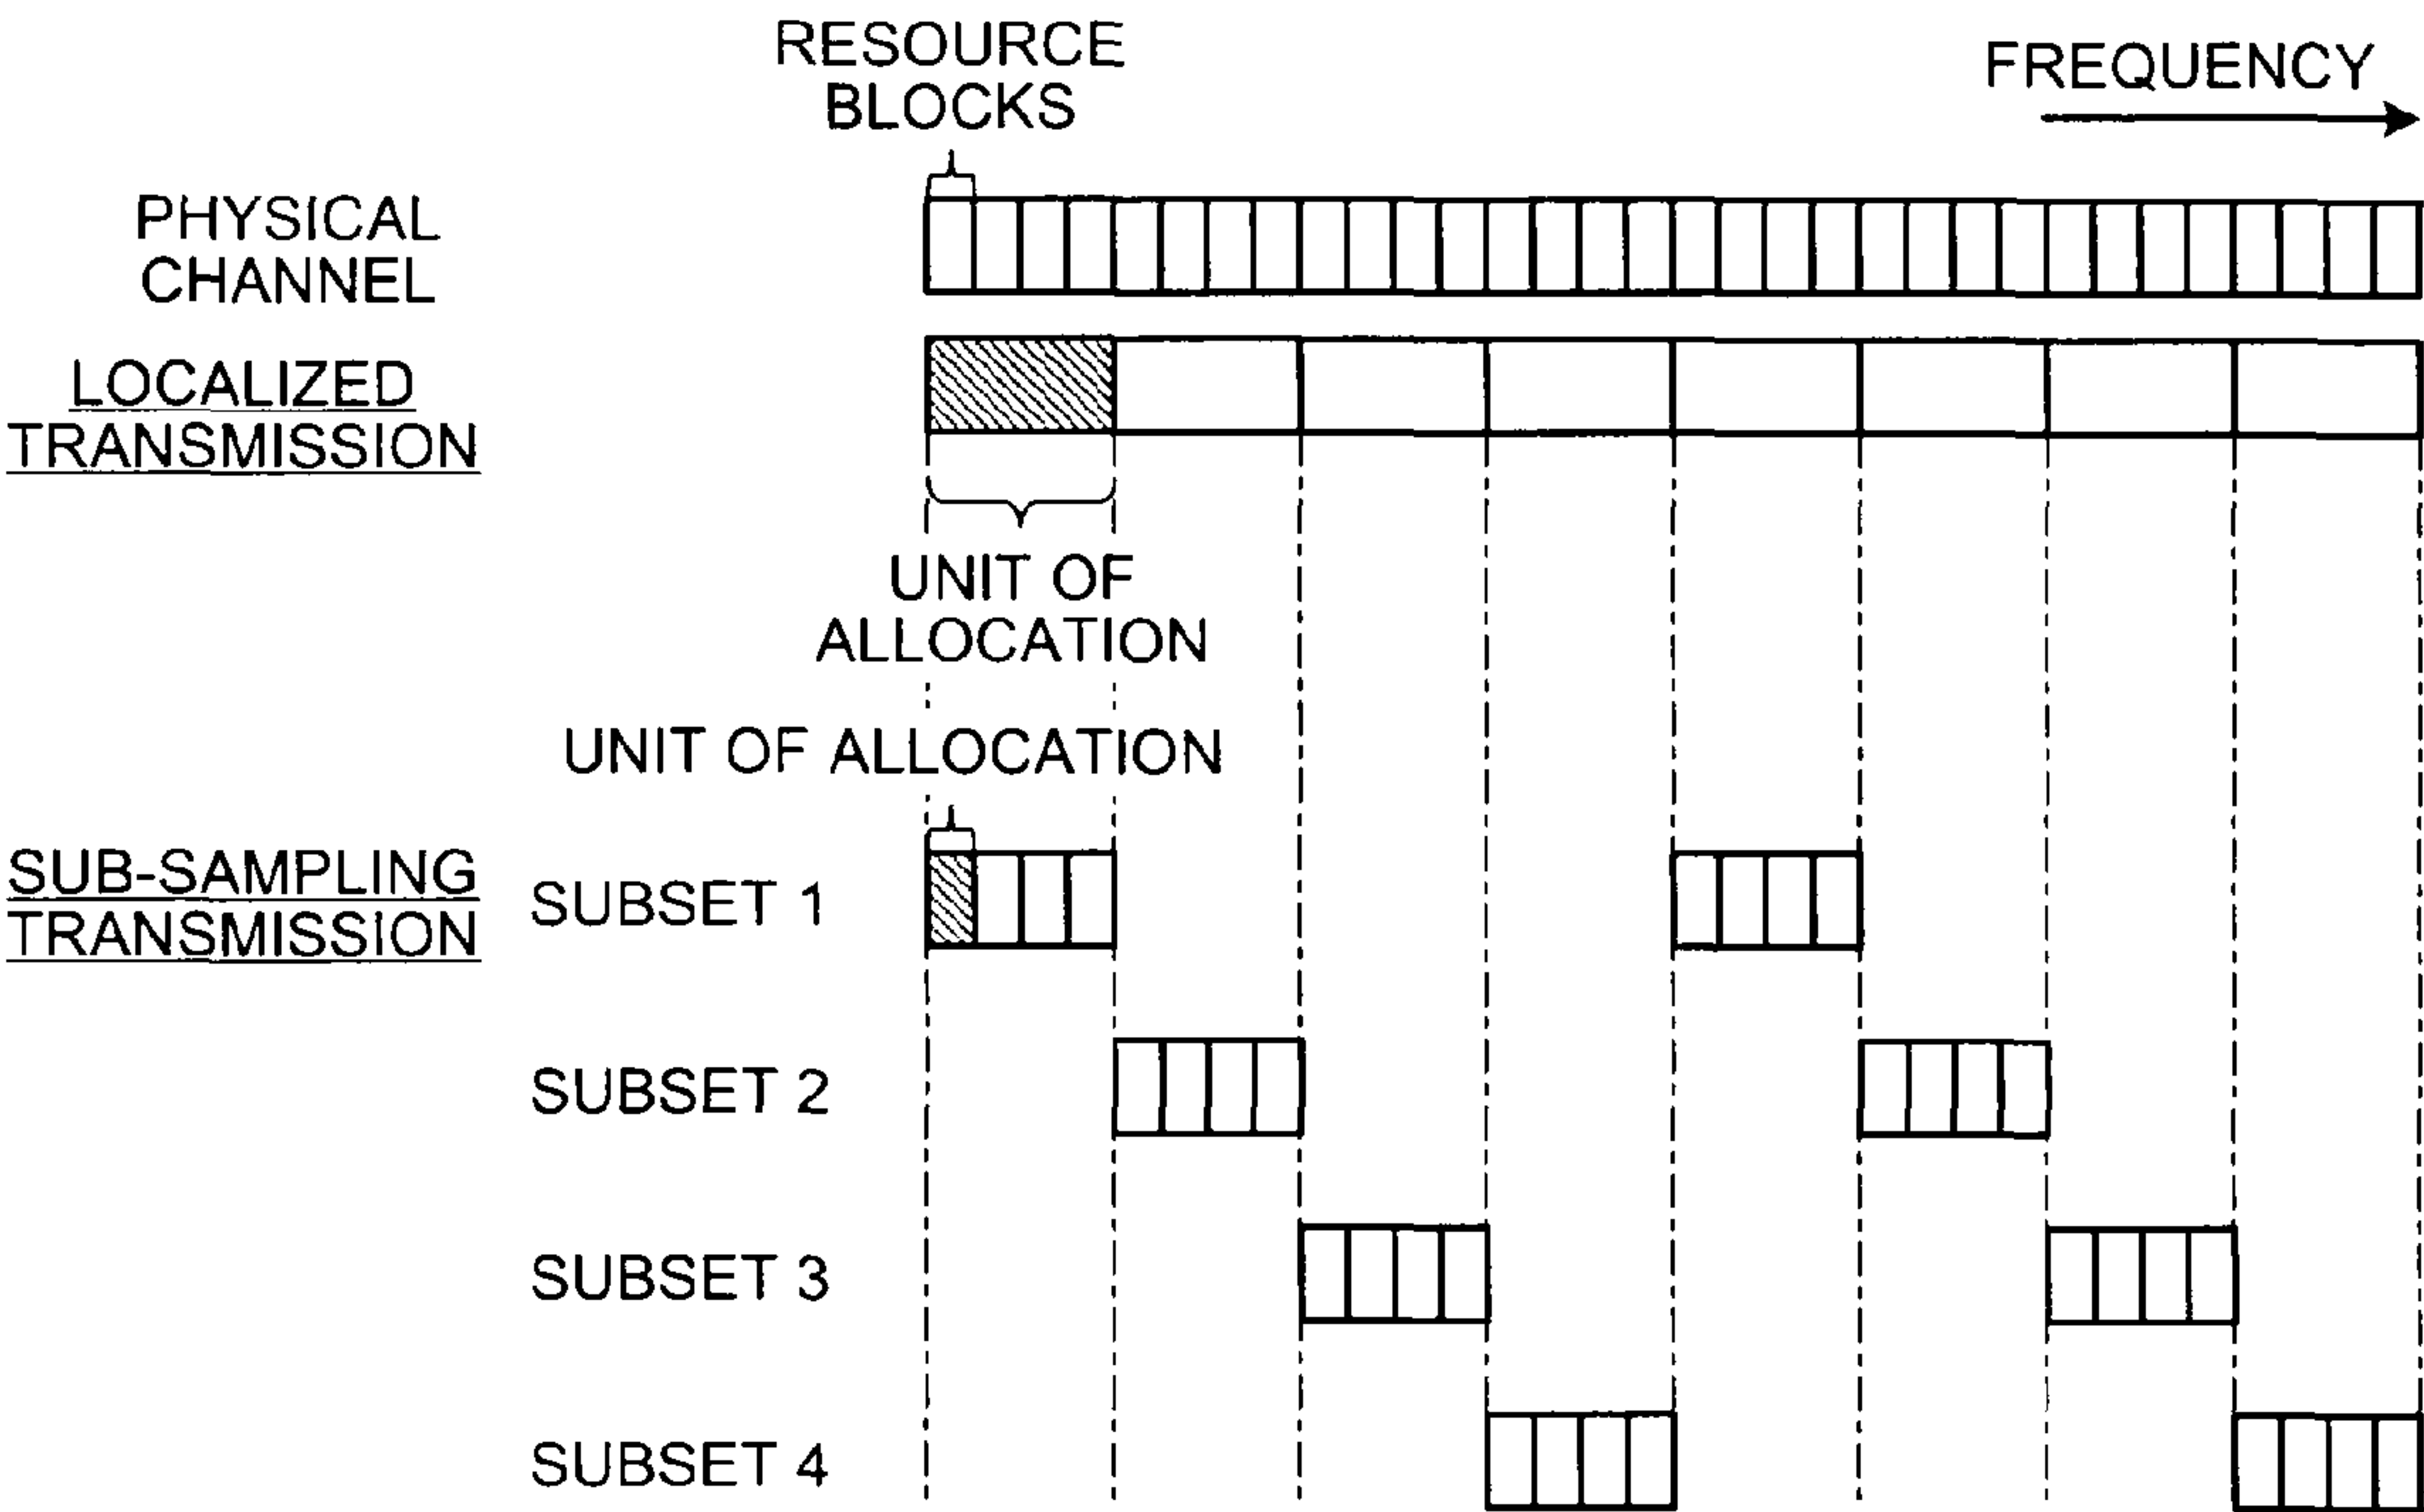 RESOURCE
BLOCKS
FREQUENCY
PHYSICAL
CHANNEL
LOCALIZED
TRANSMISSION
UNIT OF
ALLOCATION
UNIT OF ALLOCATION
SUB-SAMPLING
TRANSMISSION
SUBSET 1
SUBSET 2
SUBSET 3
SUBSET 4